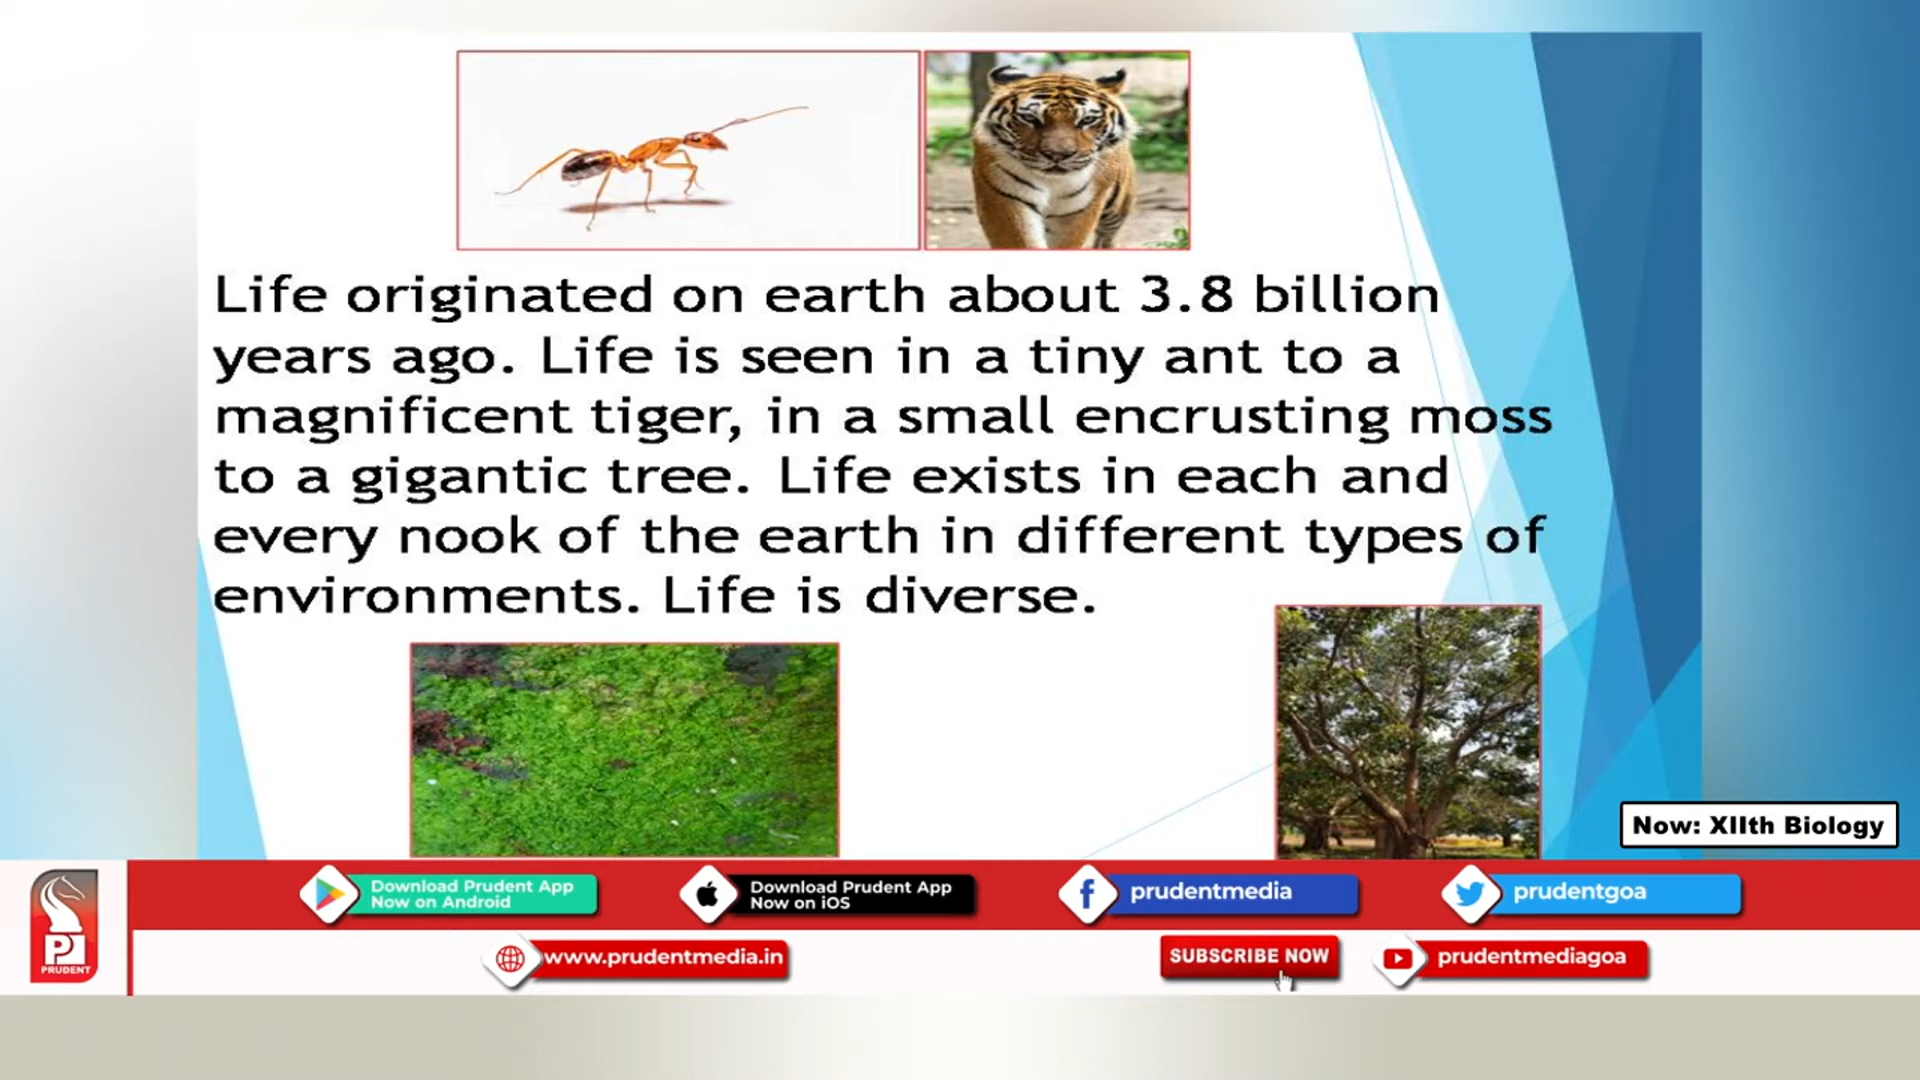 Life originated on earth about 3.8 billion
years ago. Life is seen in a tiny ant to a
magnificent tiger, in a small encrusting moss
to a gigantic tree. Life exists in each and
every nook of the earth in different types of
environments. Life is diverse.
Now: XIIth Biology
Download Prudent App
Now on Android
Download Prudent App
Now on iOS
prudentmedia
prudentgoa
PRUDENT
www.prudentmedia.in
SUBSCRIBE NOW
prudentmediagoa